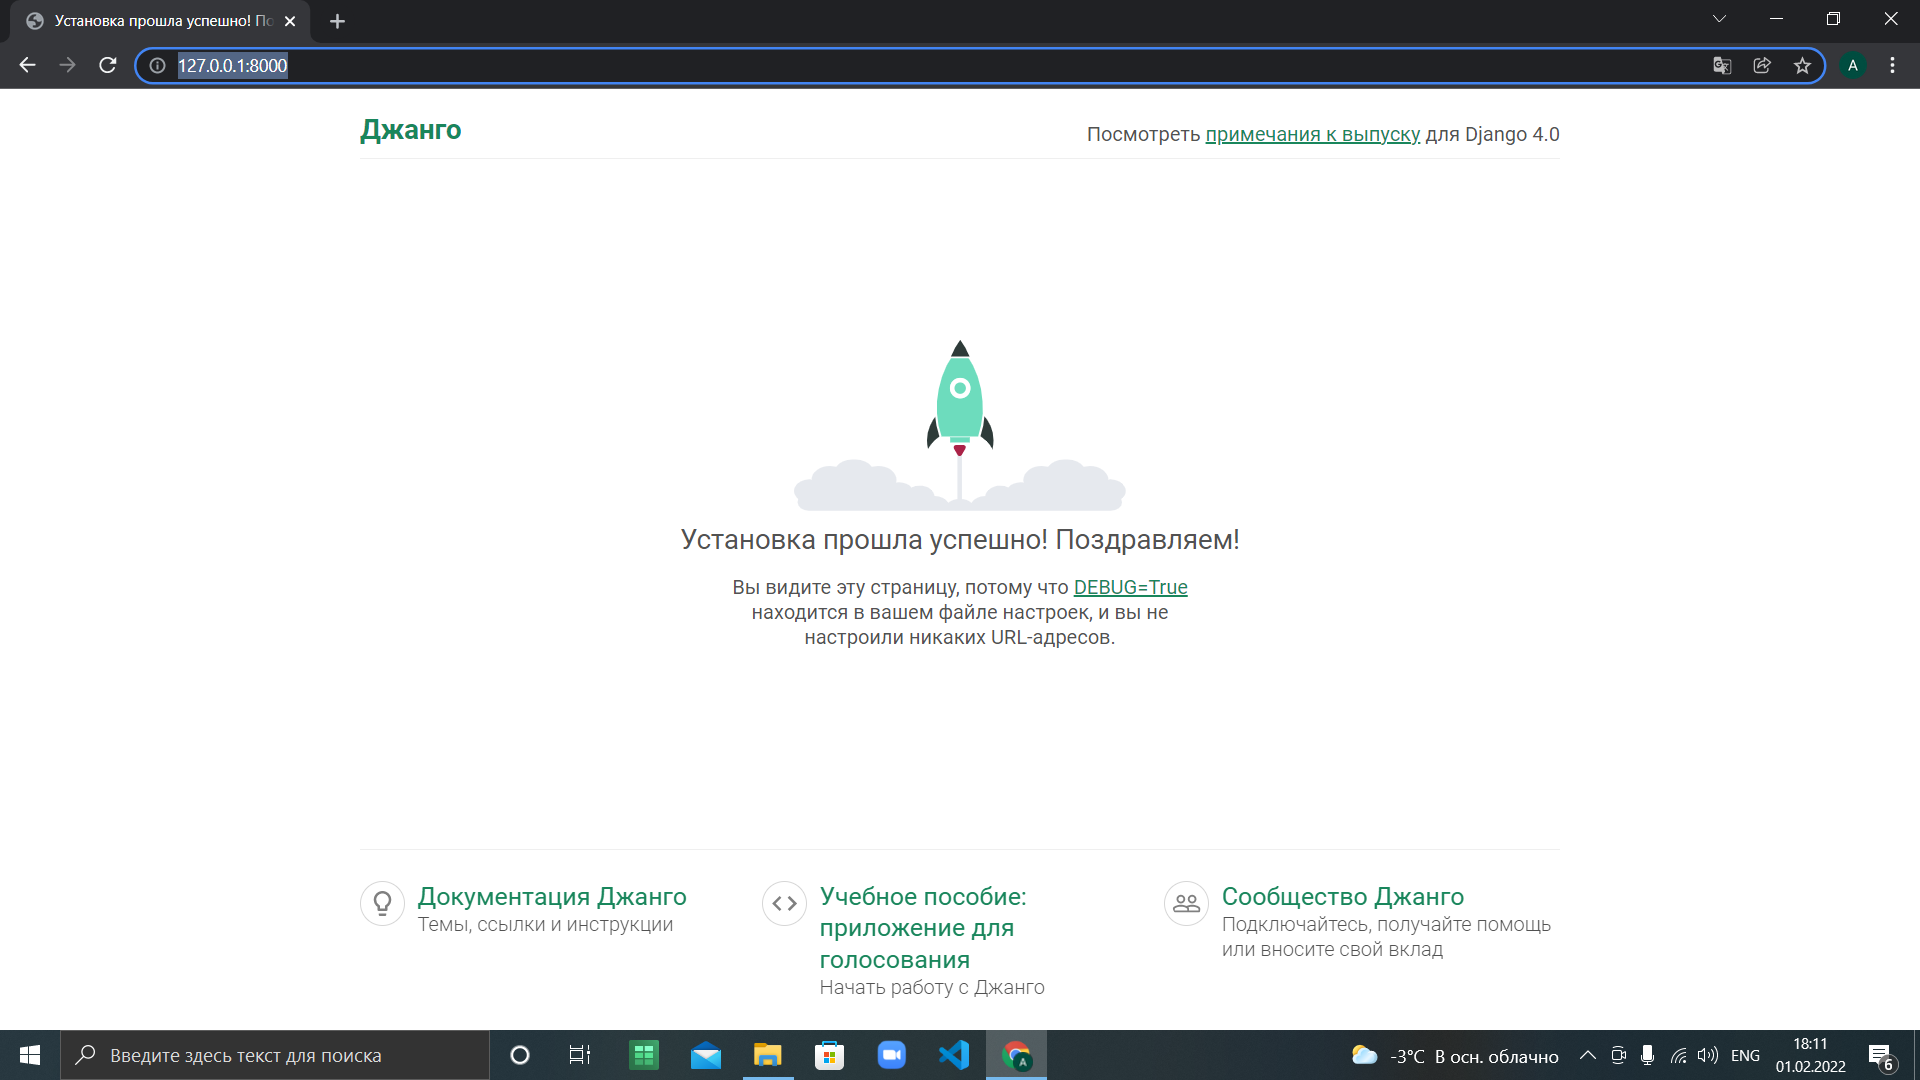 Установка прошла успешно! По
127.0.0.1:8000
A
Джанго
Посмотреть примечания к выпуску для Django 4.0
Установка прошла успешно! Поздравляем!
Вы видите эту страницу, потому что DEBUG=True
находится в вашем файле настроек, и вы не
настроили никаких URL-адресов.
Документация Джанго
Темы, ссылки и инструкции
Учебное пособие:
приложение для
голосования
Начать работу с Джанго
Сообщество Джанго
Подключайтесь, получайте помощь
или вносите свой вклад
Введите здесь текст для поиска
A
-3°C В осн. облачно
ENG
18:11
01.02.2022
6